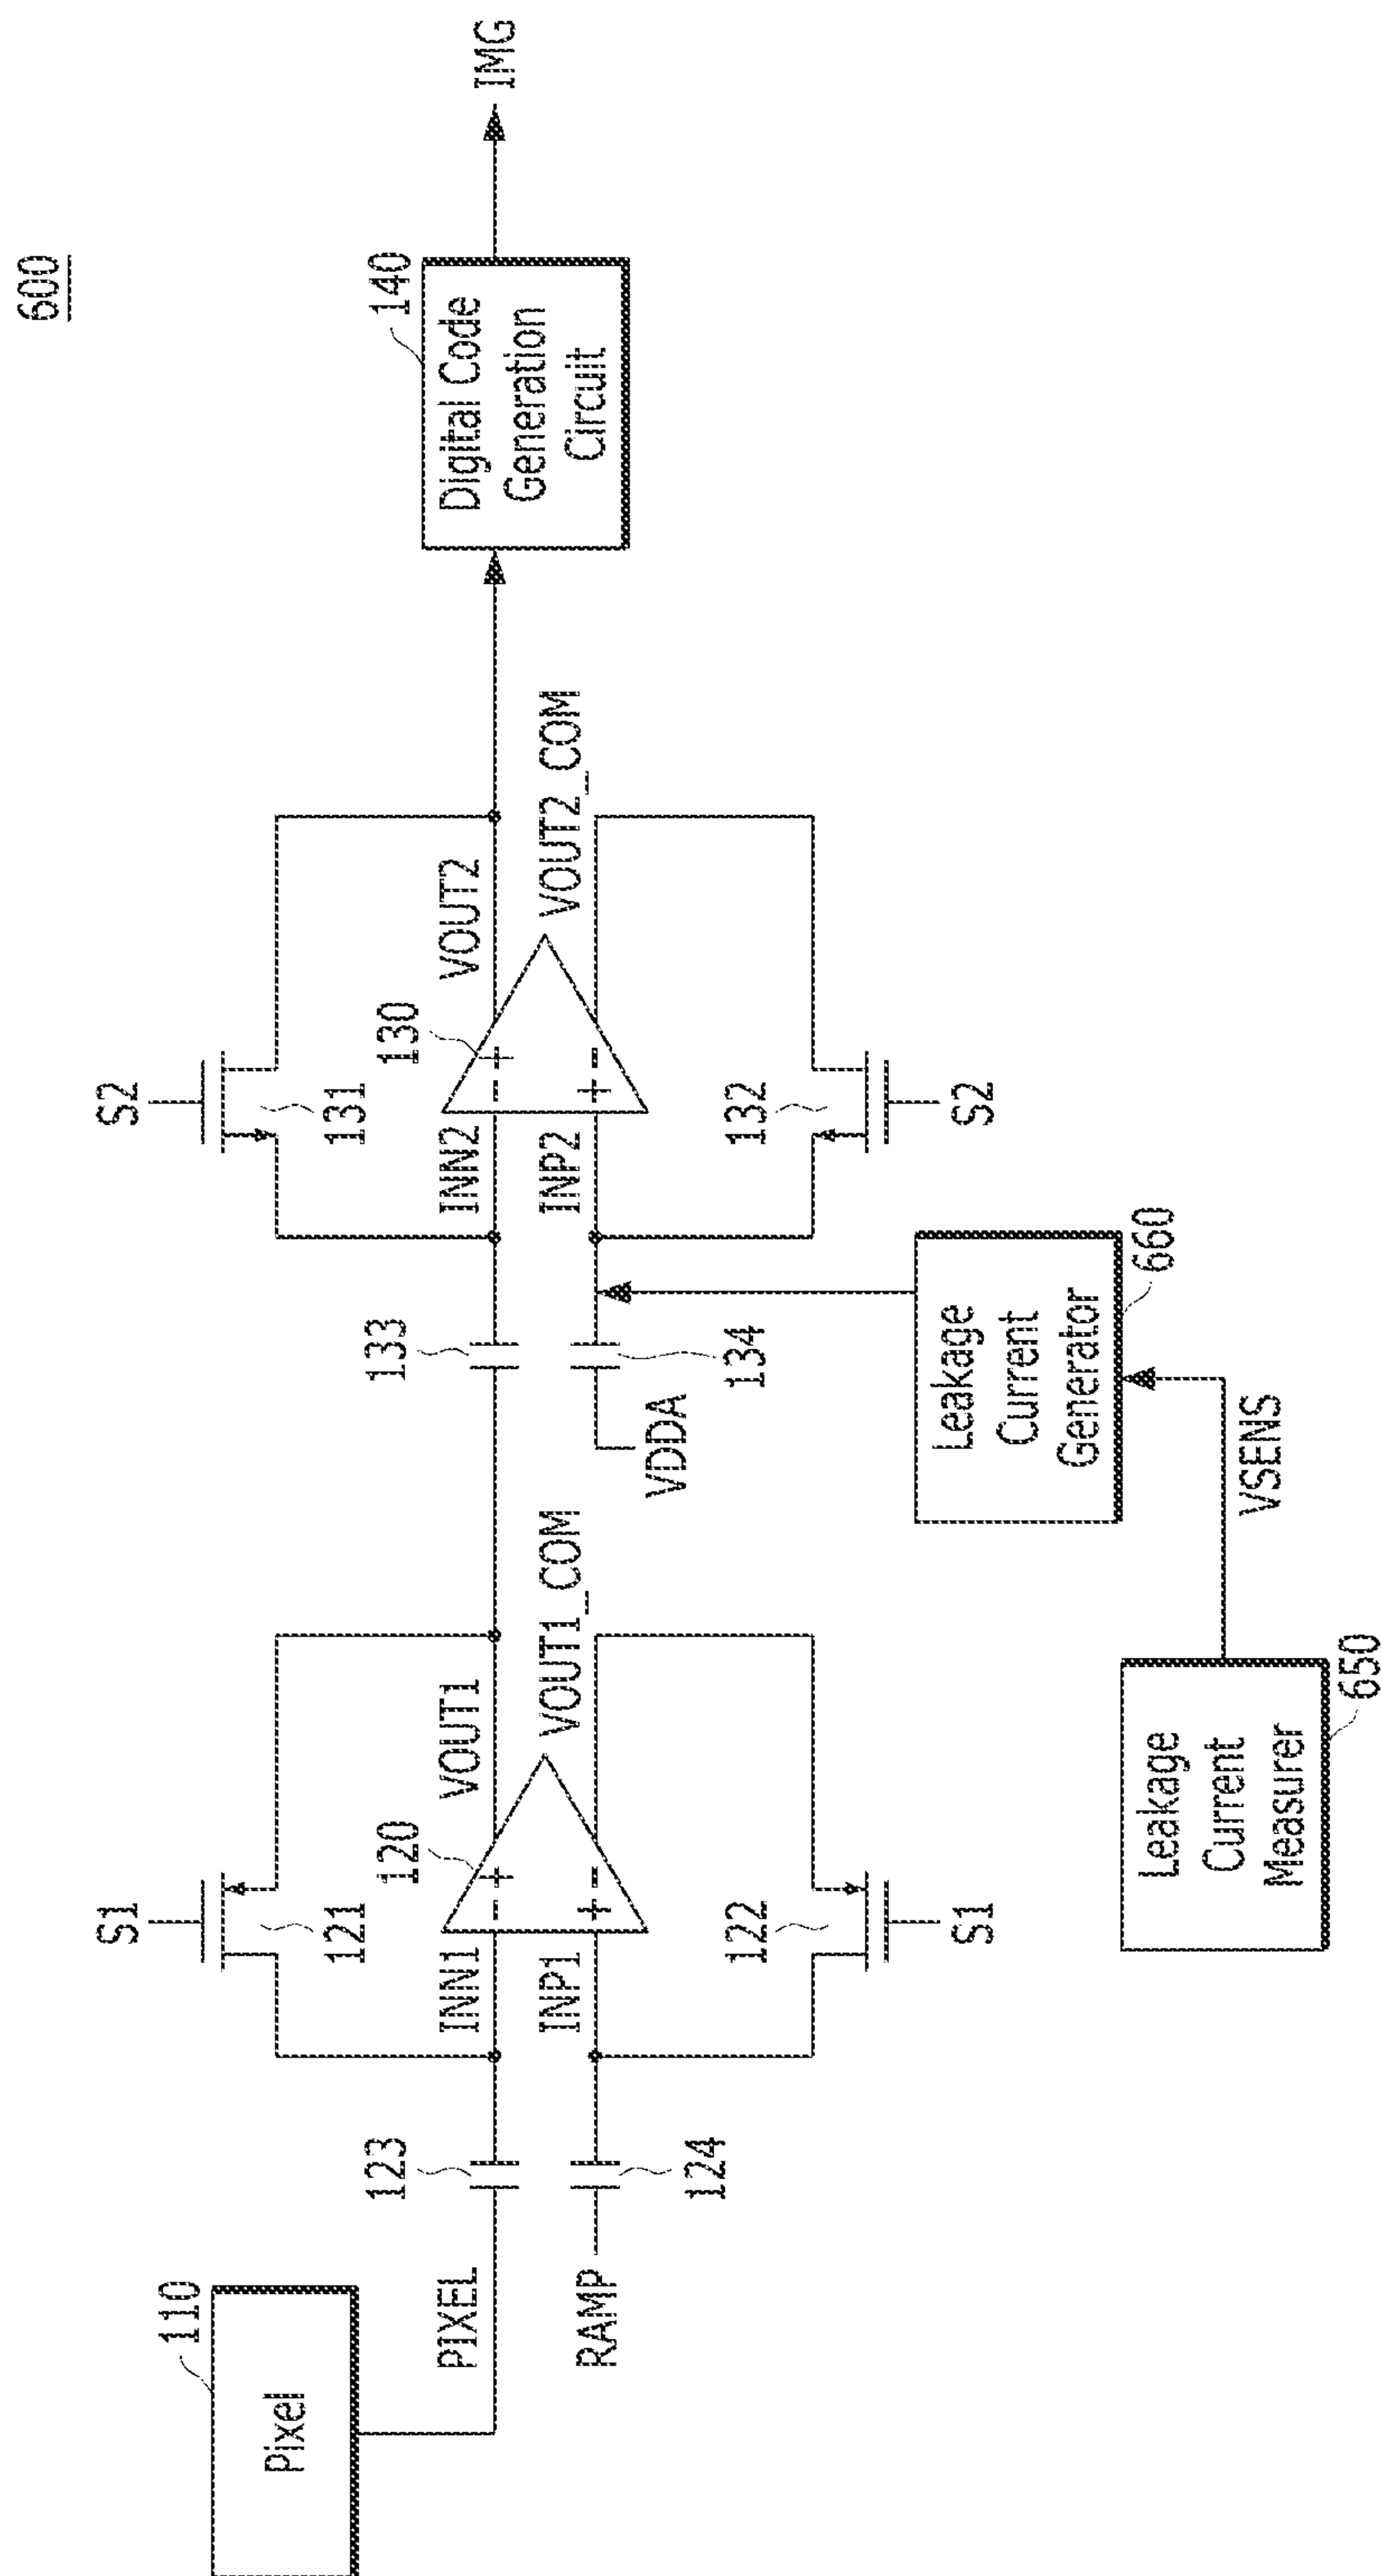 600
Pixel
110
PIXEL
RAMP
123
124
S1
121
INN1
INP1
120
122
S1
VOUT1
VOUT1_COM
VDDA
133
134
S2
131
INN2
INP2
130
132
S2
VOUT2
VOUT2_COM
Digital Code
Generation
Circuit
140
IMG
Leakage
Current
Measurer
650
VSENS
Leakage
Current
Generator
660